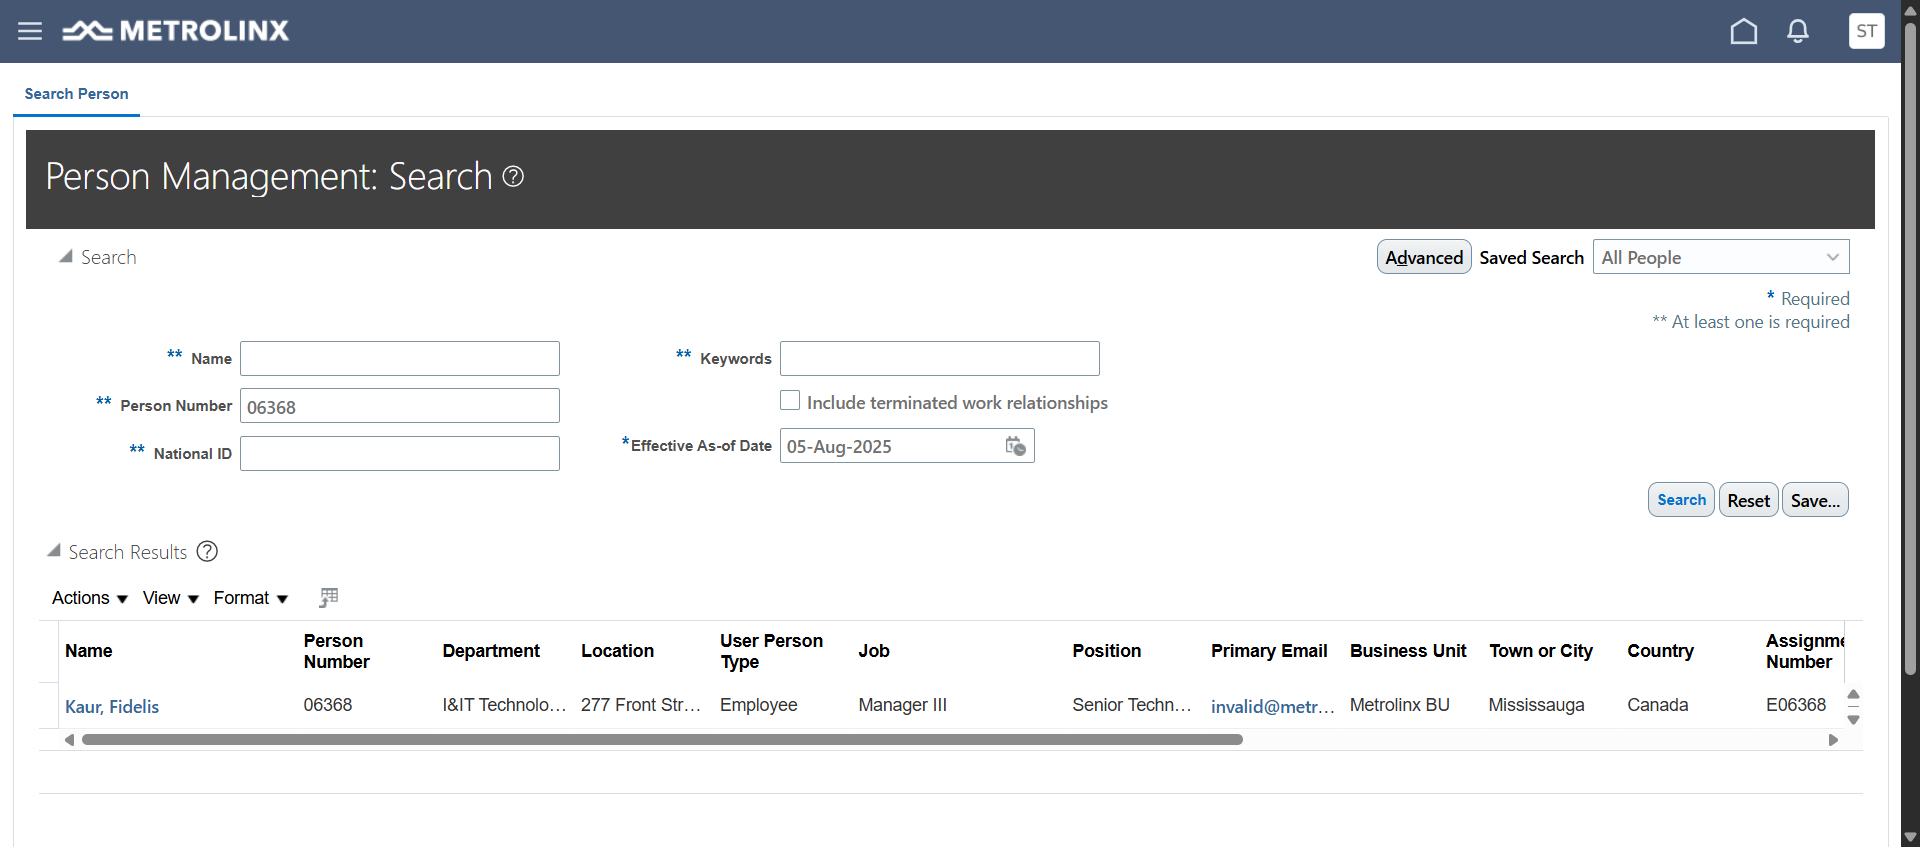 METROLINX
ST
Search Person
Person Management: Search
Search
Advanced Saved Search All People
* Required
** At least one is required
** Name
** Keywords
** Person Number 06368
Include terminated work relationships
** National ID
*Effective As-of Date 05-Aug-2025
Search Reset Save...
Search Results
Actions View Format
Name Person Number Department Location User Person Type Job Position Primary Email Business Unit Town or City Country Assignme Number
Kaur, Fidelis 06368 I&IT Technolo... 277 Front Str... Employee Manager III Senior Techn... invalid@metr... Metrolinx BU Mississauga Canada E06368